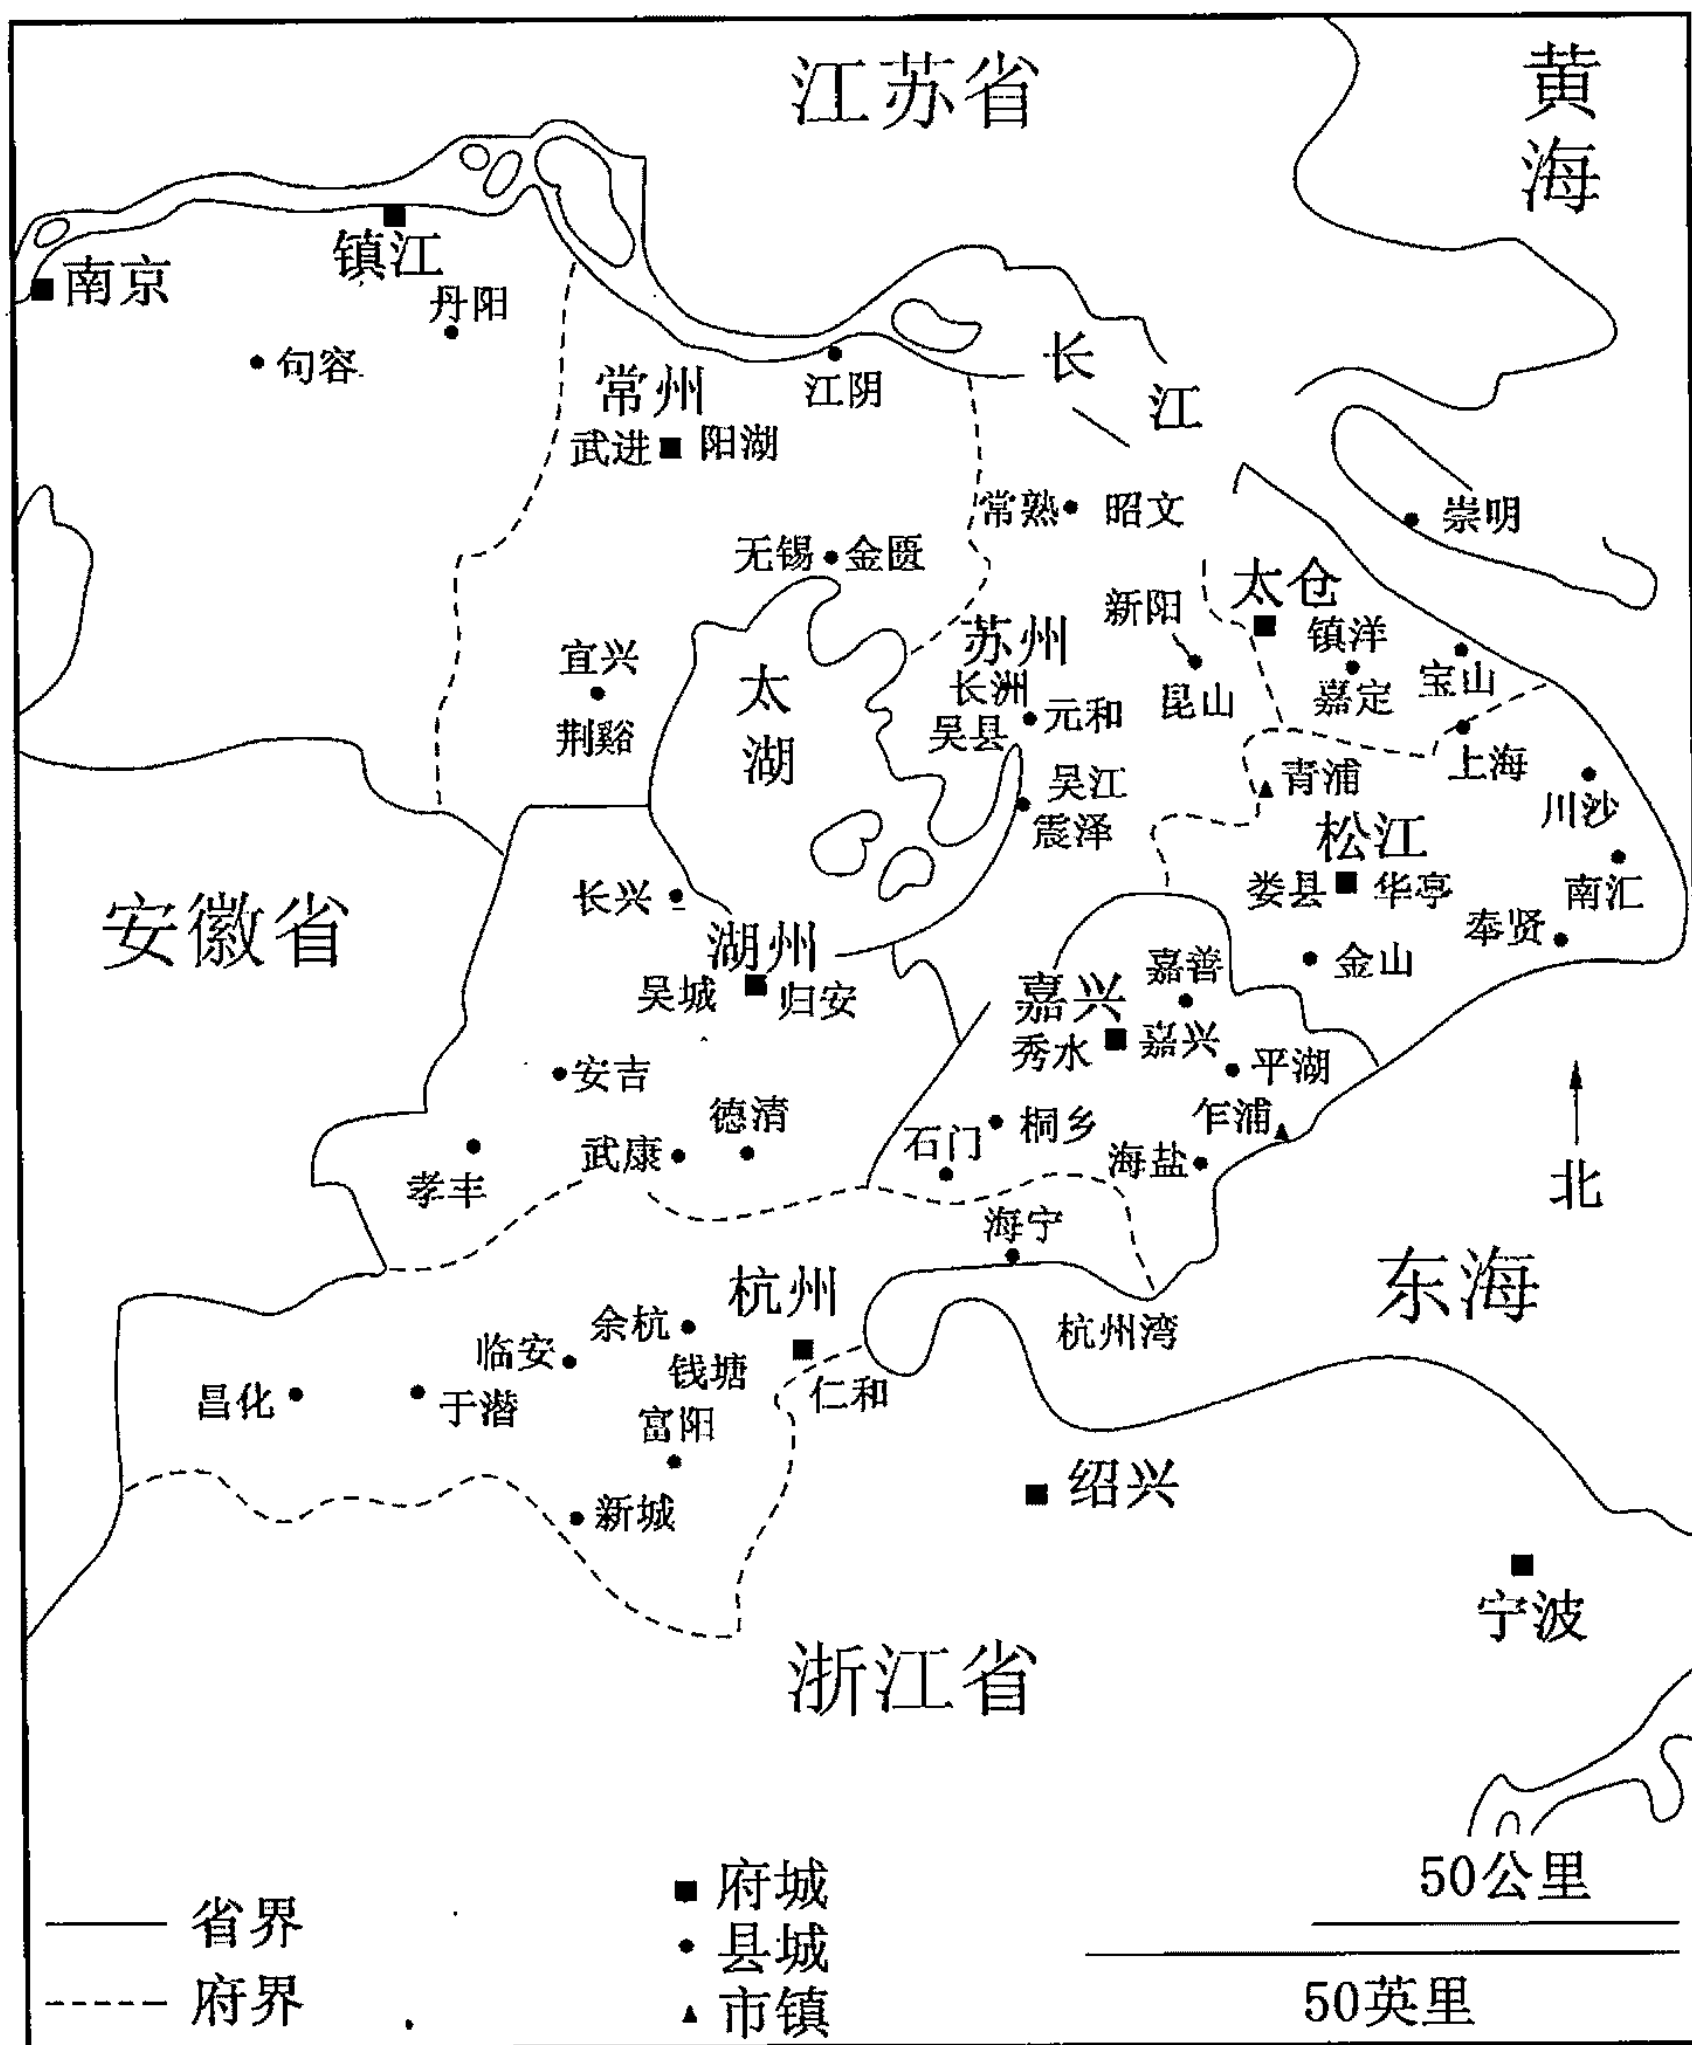 江苏省
黄海
镇江
南京
丹阳
句容
常州
江阴
长江
武进 阳湖
常熟 昭文
崇明
无锡 金匮
太仓
新阳
镇洋
苏州
宜兴
长洲
太湖
昆山
嘉定
宝山
吴县
元和
荆谿
上海
吴江
青浦
川沙
震泽
松江
安徽省
长兴
娄县 华亭
南汇
湖州
奉贤
嘉善
金山
吴城 归安
嘉兴
秀水 嘉兴
平湖
安吉
德清
乍浦
石门
桐乡
武康
海盐
孝丰
北
海宁
东海
杭州
余杭
杭州湾
临安
钱塘
昌化
于潜
仁和
富阳
绍兴
新城
宁波
浙江省
50公里
府城
省界
县城
府界
50英里
市镇